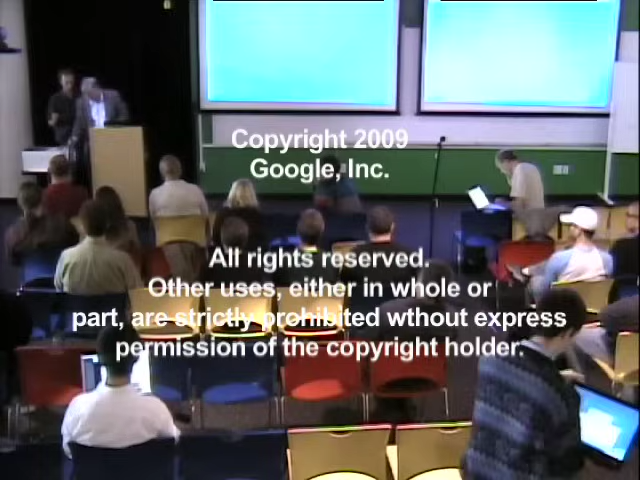 Copyright 2009
Google, Inc.
All rights reserved.
Other uses, either in whole or
part, are strictly prohibited wthout express
permission of the copyright holder.